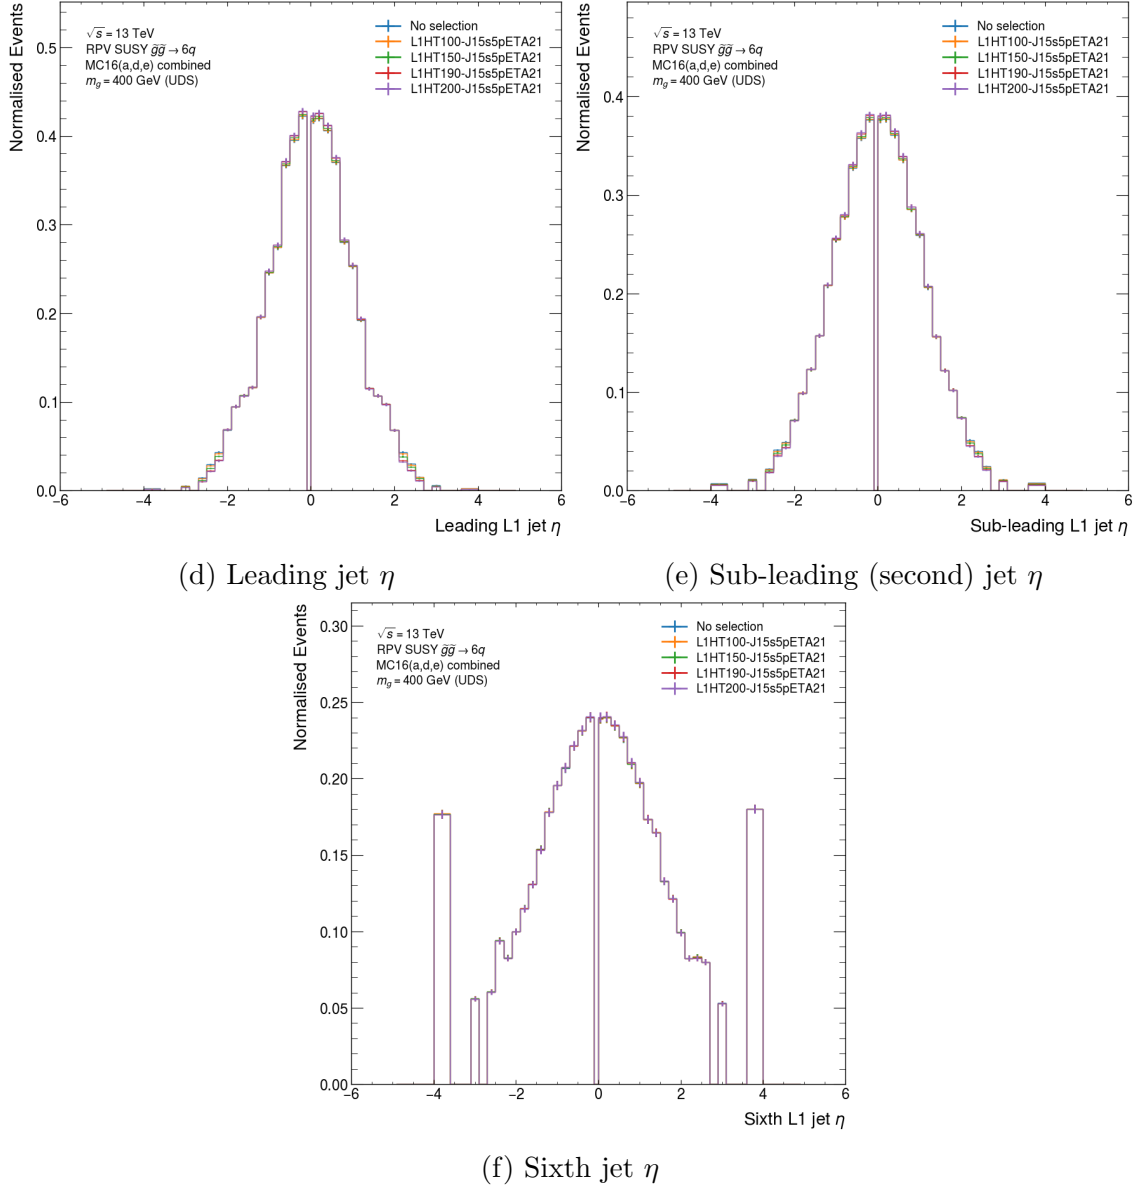 Normalised Events
0.5
0.4
0.3
0.2
0.1
0.0
√s = 13 TeV
RPV SUSY g̃g̃ → 6q
MC16(a,d,e) combined
m_g = 400 GeV (UDS)
No selection
L1HT100-J15s5pETA21
L1HT150-J15s5pETA21
L1HT190-J15s5pETA21
L1HT200-J15s5pETA21
−6 −4 −2 0 2 4 6
Leading L1 jet η
(d) Leading jet η
Normalised Events
0.4
0.3
0.2
0.1
0.0
√s = 13 TeV
RPV SUSY g̃g̃ → 6q
MC16(a,d,e) combined
m_g = 400 GeV (UDS)
No selection
L1HT100-J15s5pETA21
L1HT150-J15s5pETA21
L1HT190-J15s5pETA21
L1HT200-J15s5pETA21
−6 −4 −2 0 2 4 6
Sub-leading L1 jet η
(e) Sub-leading (second) jet η
Normalised Events
0.30
0.25
0.20
0.15
0.10
0.05
0.00
√s = 13 TeV
RPV SUSY g̃g̃ → 6q
MC16(a,d,e) combined
m_g = 400 GeV (UDS)
No selection
L1HT100-J15s5pETA21
L1HT150-J15s5pETA21
L1HT190-J15s5pETA21
L1HT200-J15s5pETA21
−6 −4 −2 0 2 4 6
Sixth L1 jet η
(f) Sixth jet η